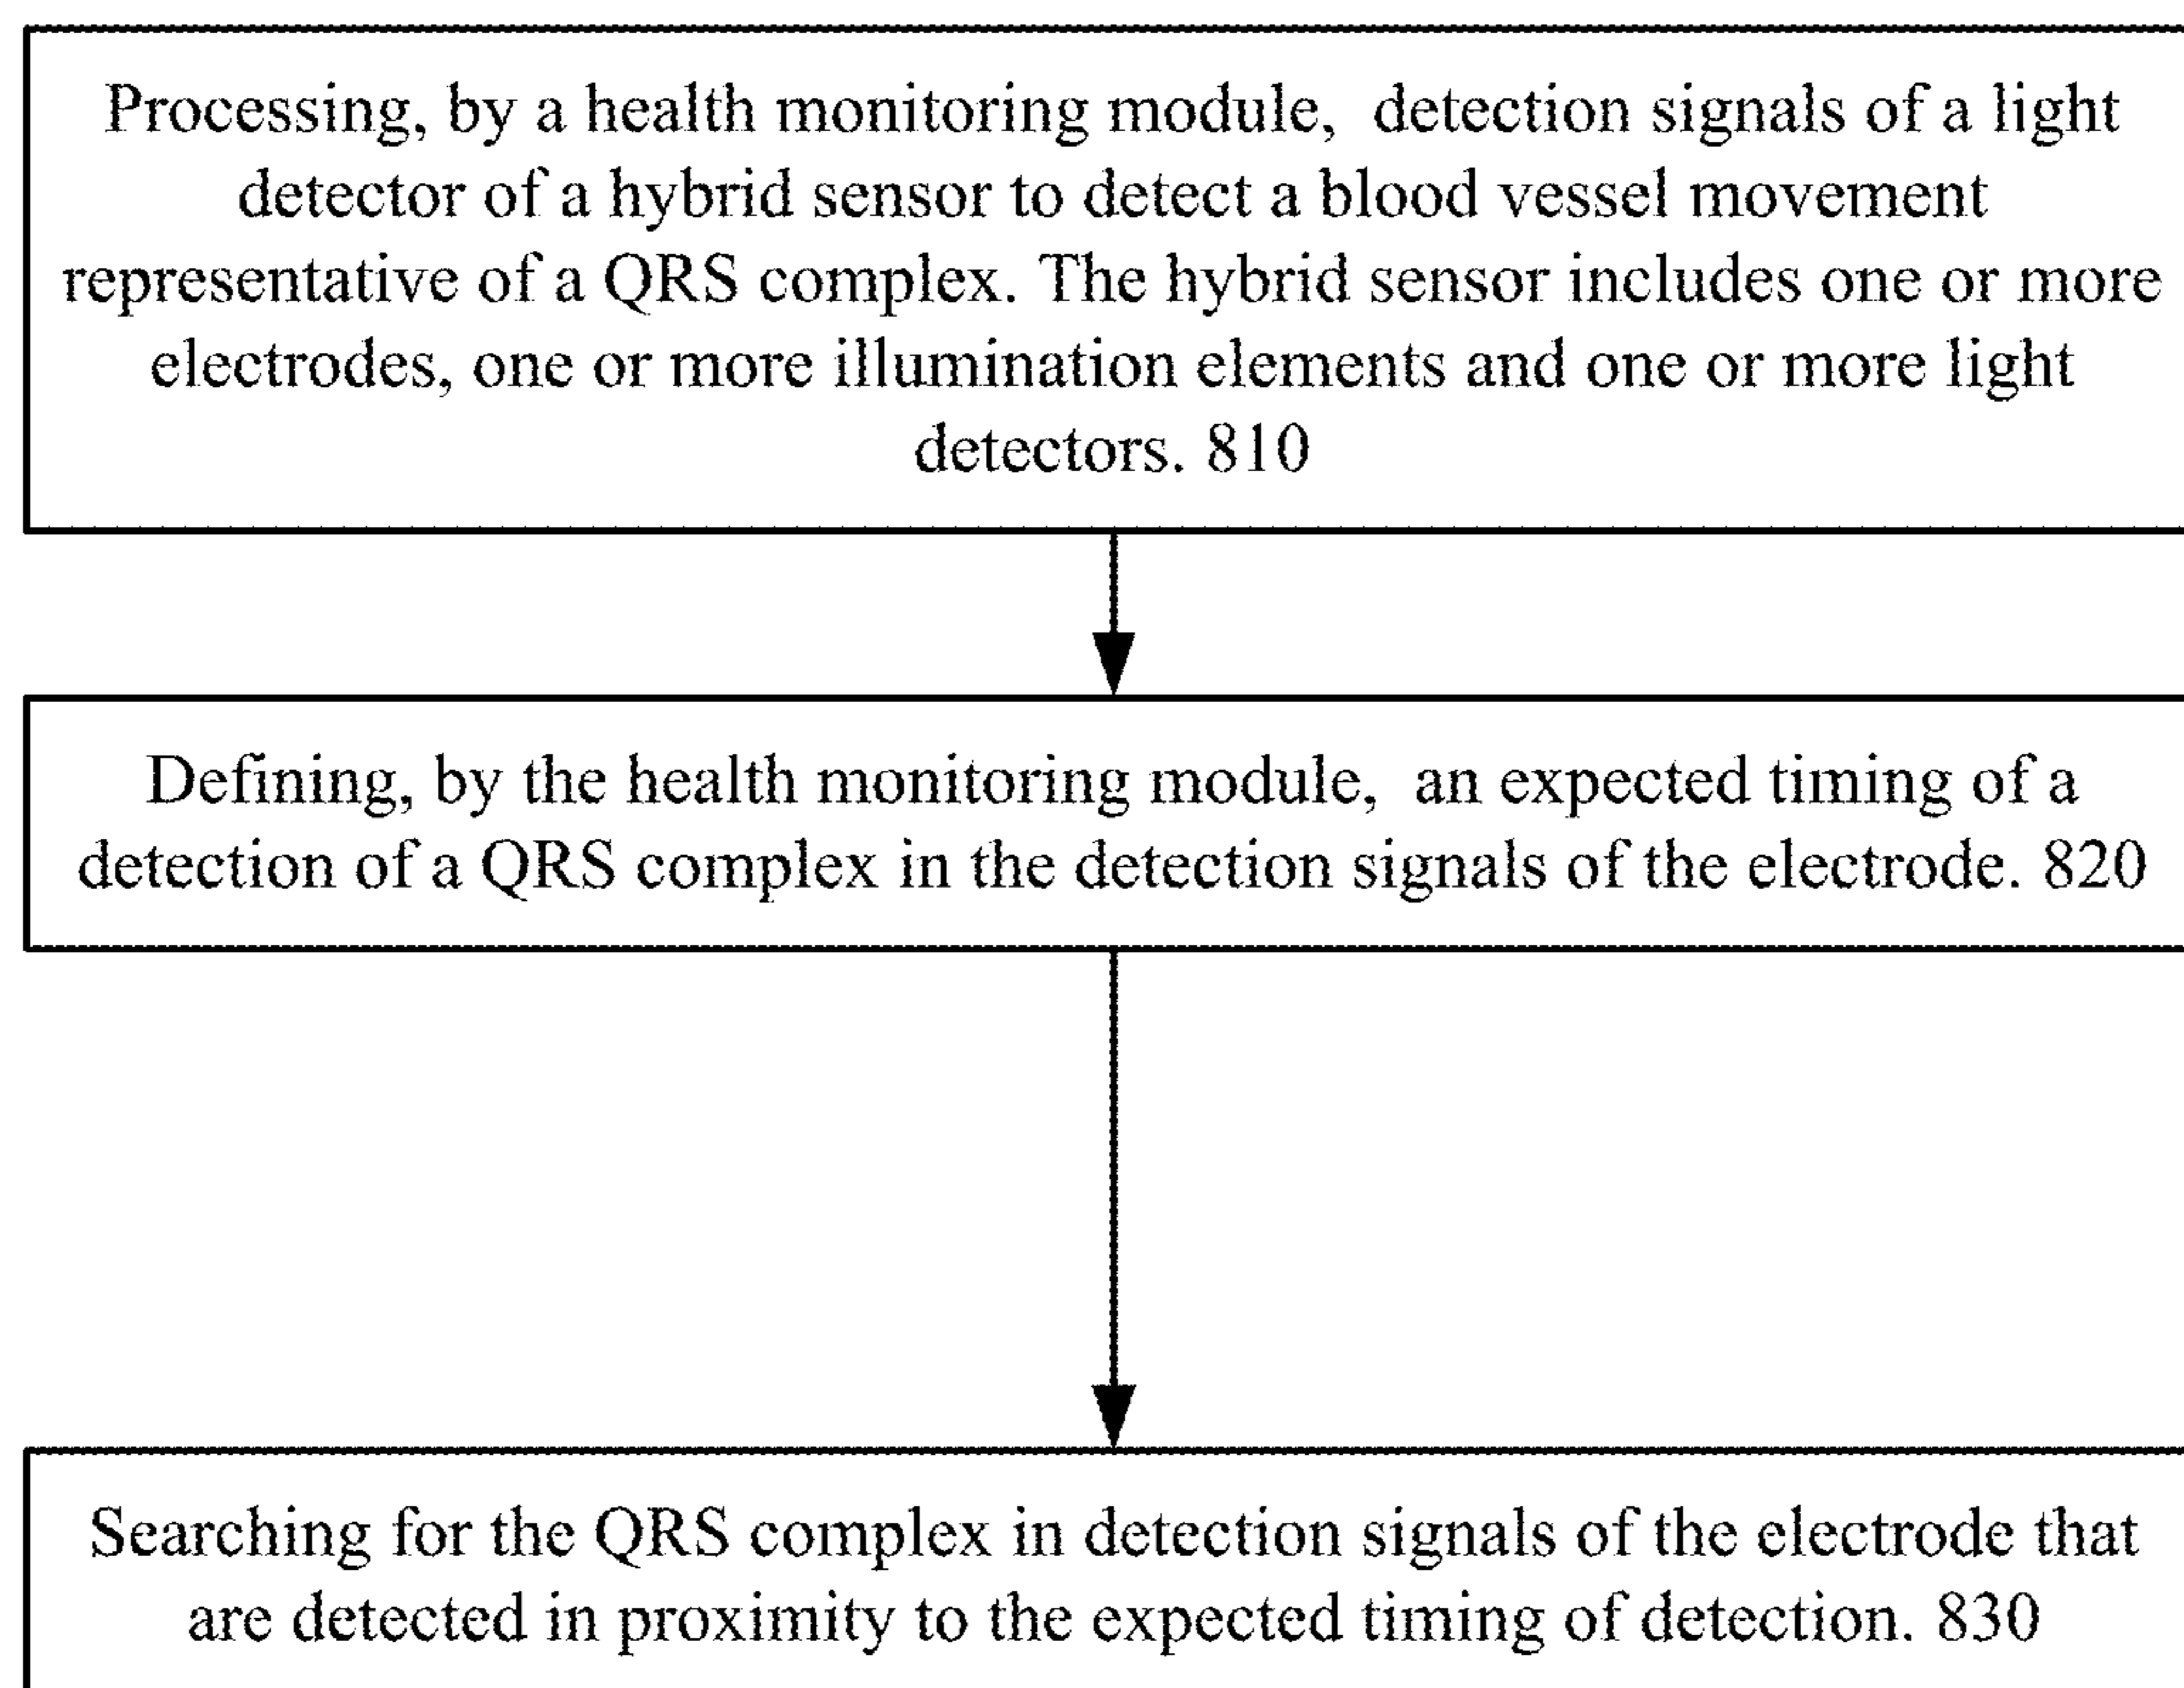 Processing, by a health monitoring module, detection signals of a light
detector of a hybrid sensor to detect a blood vessel movement
representative of a QRS complex. The hybrid sensor includes one or more
electrodes, one or more illumination elements and one or more light
detectors. 810
Defining, by the health monitoring module, an expected timing of a
detection of a QRS complex in the detection signals of the electrode. 820
Searching for the QRS complex in detection signals of the electrode that
are detected in proximity to the expected timing of detection. 830